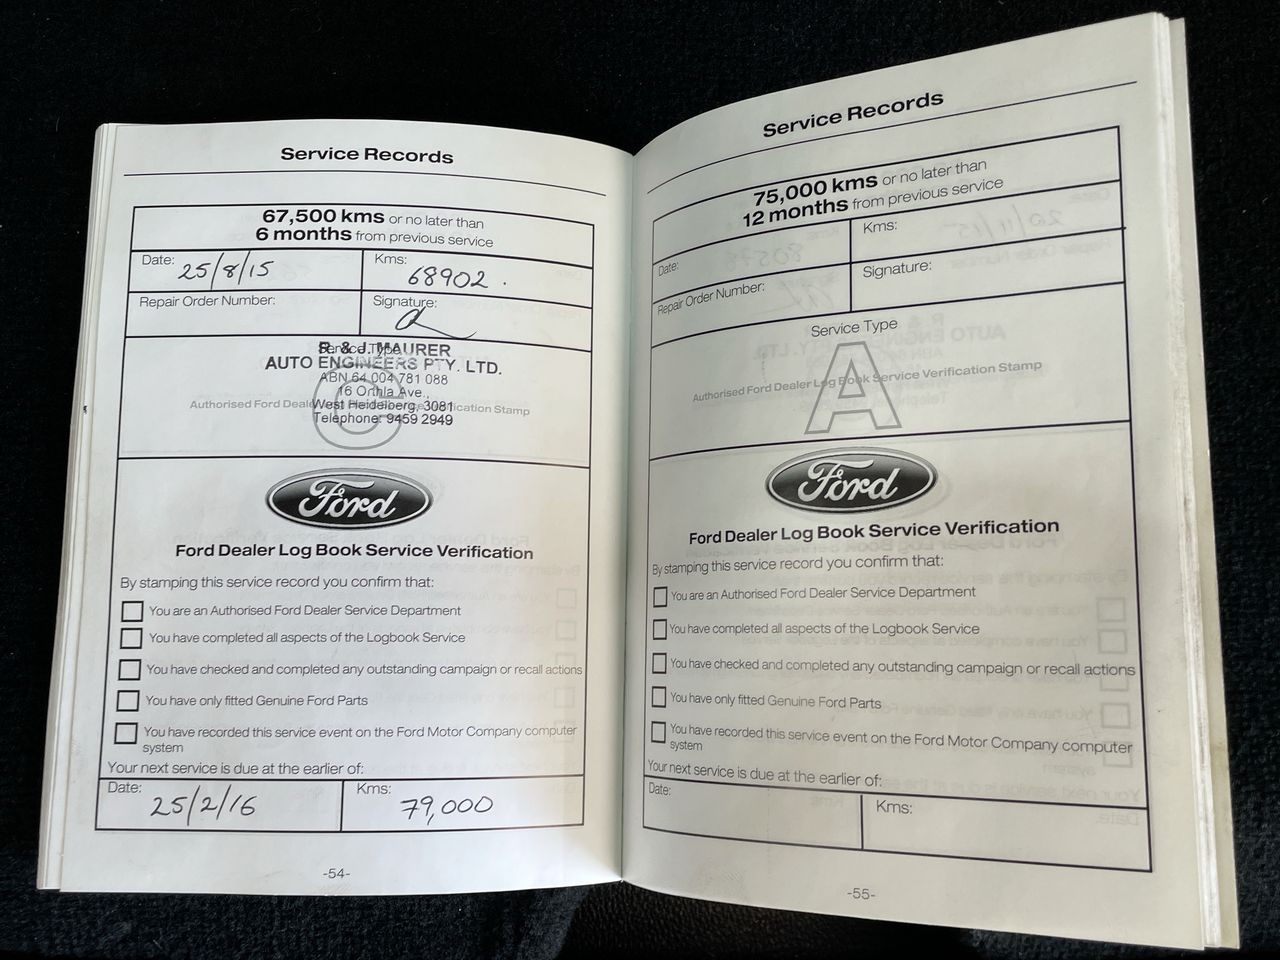 Service Records
67,500 kms or no later than
6 months from previous service
Date: 25/8/15
Kms: 68902.
Repair Order Number:
Signature:
Service Type
R. & J. MAURER
AUTO ENGINEERS PTY. LTD.
ABN 64 004 781 088
16 Orthla Ave.,
Authorised Ford Dealer Log Book Service Verification Stamp
West Heidelberg, 3081
Telephone: 9459 2949
C
Ford
Ford Dealer Log Book Service Verification
By stamping this service record you confirm that:
You are an Authorised Ford Dealer Service Department
You have completed all aspects of the Logbook Service
You have checked and completed any outstanding campaign or recall actions
You have only fitted Genuine Ford Parts
You have recorded this service event on the Ford Motor Company computer
system
Your next service is due at the earlier of:
Date: 25/2/16
Kms: 79,000
-54-
Service Records
75,000 kms or no later than
12 months from previous service
Date:
Kms:
Repair Order Number:
Signature:
Service Type
A
Authorised Ford Dealer Log Book Service Verification Stamp
Ford
Ford Dealer Log Book Service Verification
By stamping this service record you confirm that:
You are an Authorised Ford Dealer Service Department
You have completed all aspects of the Logbook Service
You have checked and completed any outstanding campaign or recall actions
You have only fitted Genuine Ford Parts
You have recorded this service event on the Ford Motor Company computer
system
Your next service is due at the earlier of:
Date:
Kms:
-55-